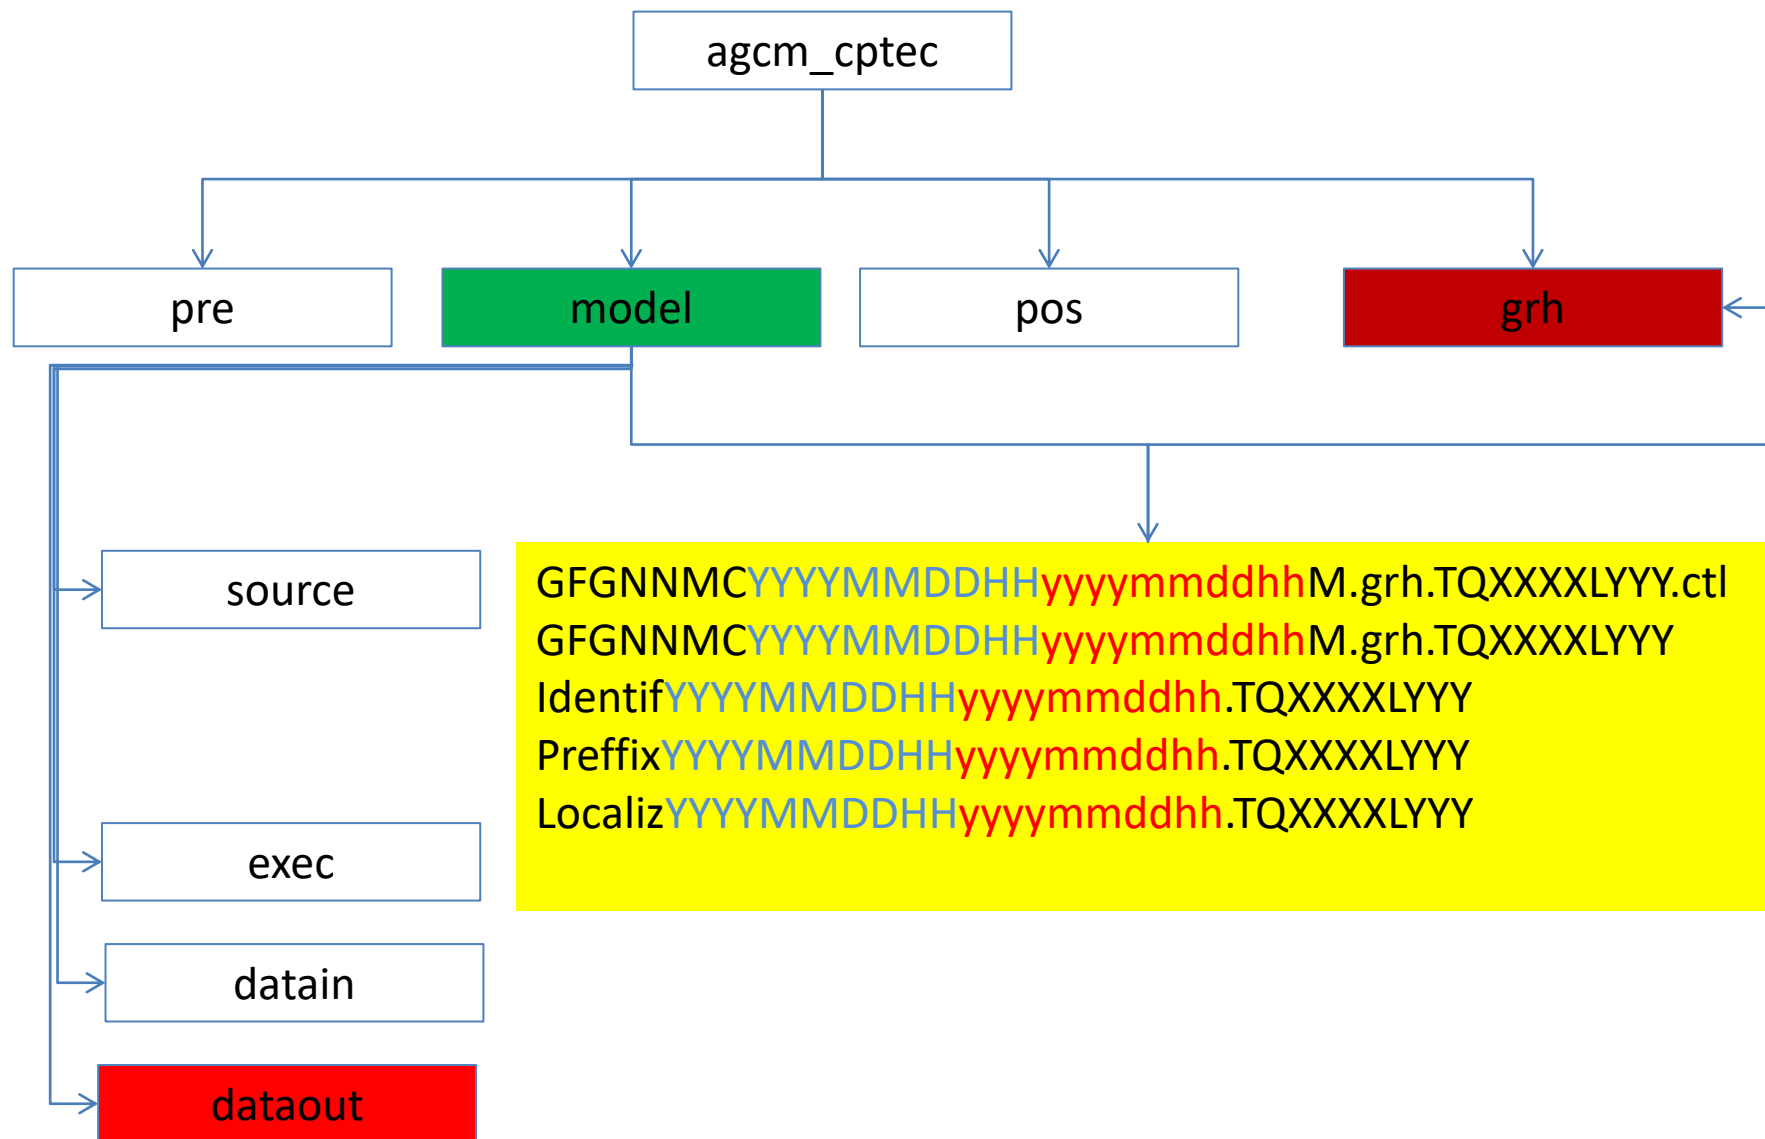 agcm_cptec
pre
model
pos
grh
source
GFGNNMCYYYYMMDDHHyyyymmddhhM.grh.TQXXXXLYYY.ctl
GFGNNMCYYYYMMDDHHyyyymmddhhM.grh.TQXXXXLYYY
IdentifYYYYMMDDHHyyyymmddhh.TQXXXXLYYY
PreffixYYYYMMDDHHyyyymmddhh.TQXXXXLYYY
LocalizYYYYMMDDHHyyyymmddhh.TQXXXXLYYY
exec
datain
dataout